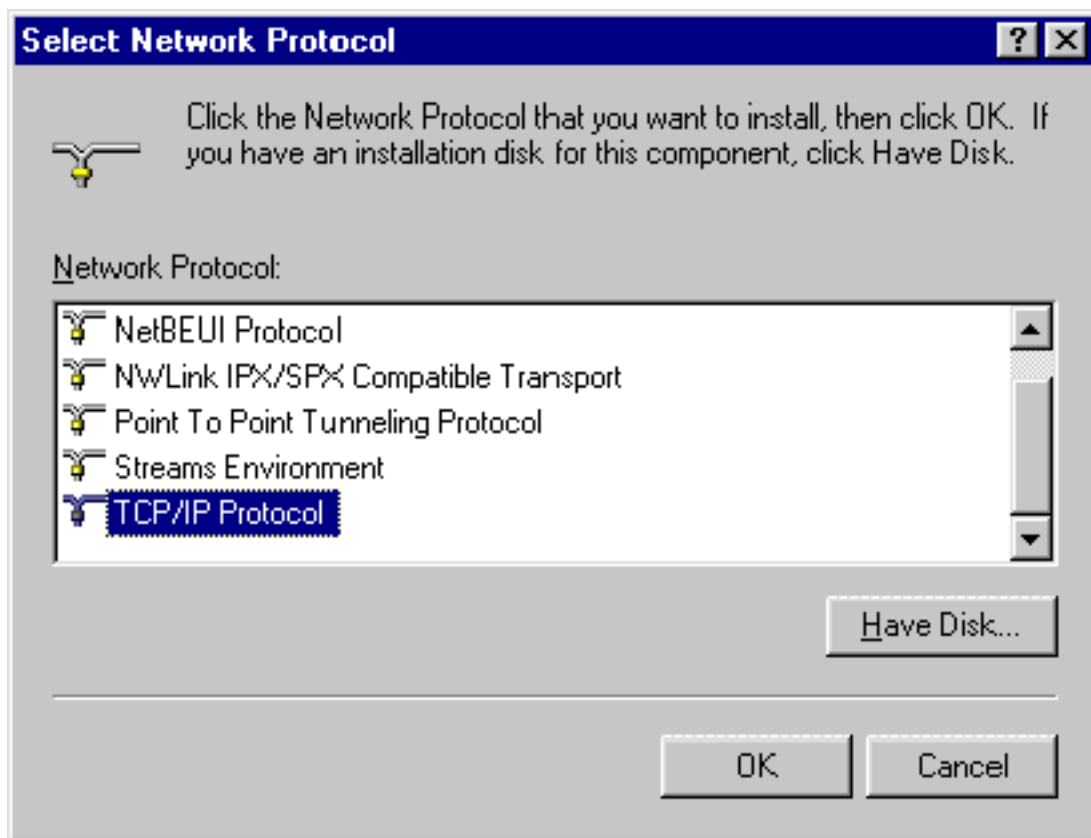 Select Network Protocol
Click the Network Protocol that you want to install, then click OK. If
you have an installation disk for this component, click Have Disk.
Network Protocol:
NetBEUI Protocol
NWLink IPX/SPX Compatible Transport
Point To Point Tunneling Protocol
Streams Environment
TCP/IP Protocol
Have Disk...
OK Cancel